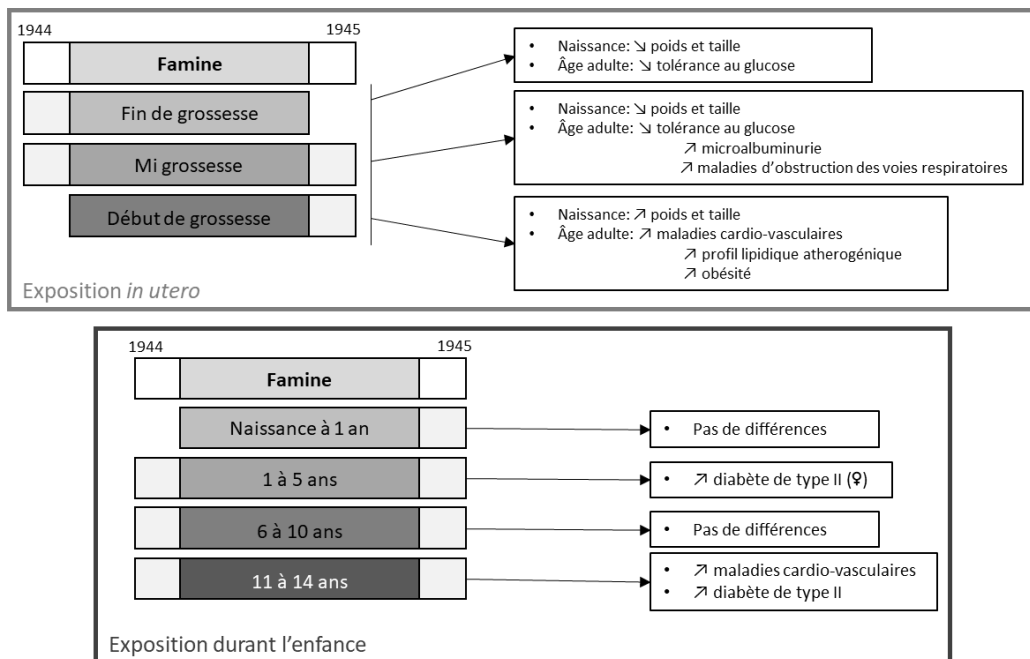 1944
1945
Famine
Fin de grossesse
Mi grossesse
Début de grossesse
• Naissance: ↘ poids et taille
• Âge adulte: ↘ tolérance au glucose
• Naissance: ↘ poids et taille
• Âge adulte: ↘ tolérance au glucose
↗ microalbuminurie
↗ maladies d'obstruction des voies respiratoires
• Naissance: ↗ poids et taille
• Âge adulte: ↗ maladies cardio-vasculaires
↗ profil lipidique atherogénique
↗ obésité
Exposition in utero
1944
1945
Famine
Naissance à 1 an
• Pas de différences
1 à 5 ans
• ↗ diabète de type II (♀)
6 à 10 ans
• Pas de différences
11 à 14 ans
• ↗ maladies cardio-vasculaires
• ↗ diabète de type II
Exposition durant l'enfance